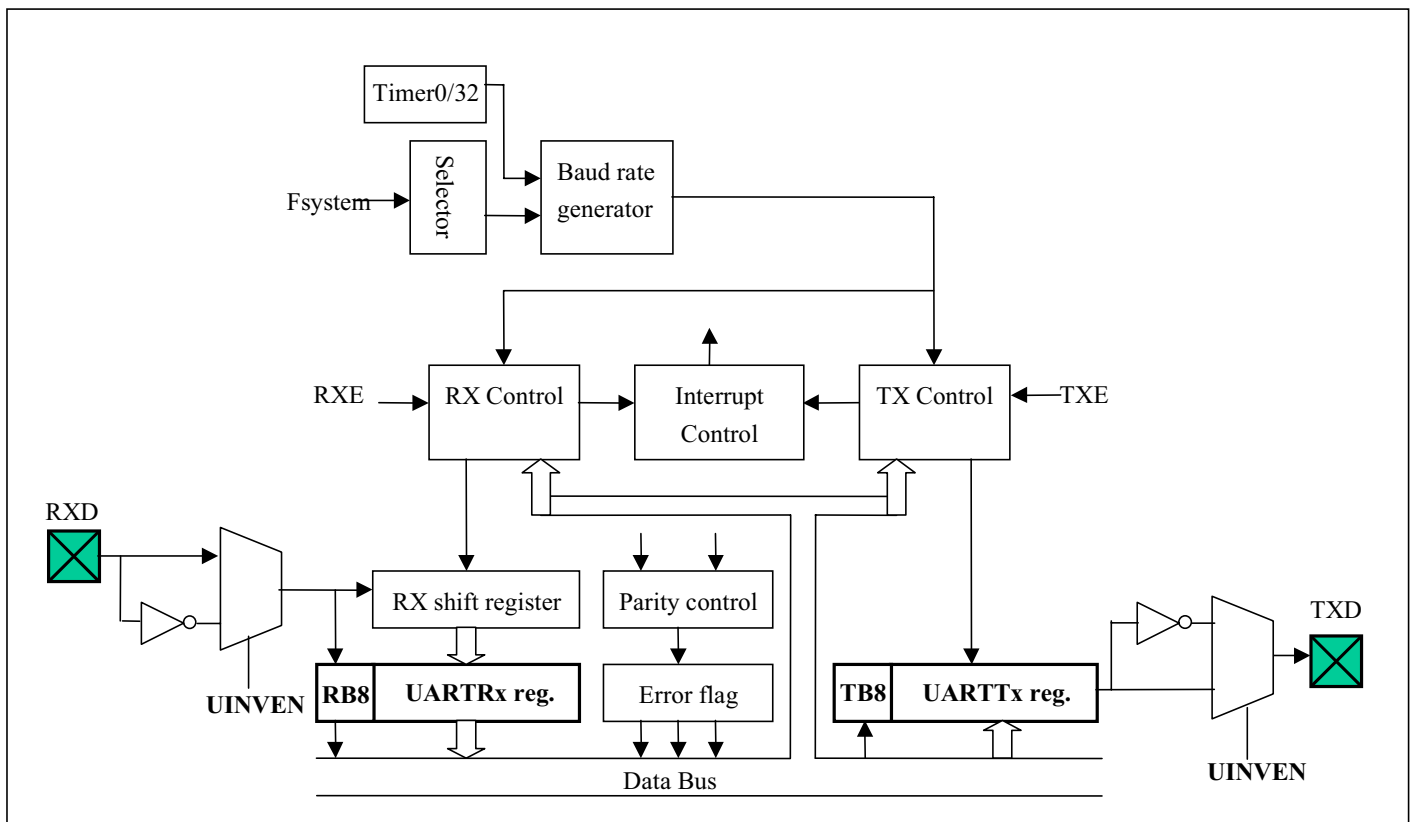 Timer0/32
Selector
Baud rate
generator
Fsystem
RXE
RX Control
Interrupt
Control
TX Control
TXE
RXD
RX shift register
Parity control
TXD
UINVEN
RB8
UARTRx reg.
Error flag
TB8
UARTTx reg.
UINVEN
Data Bus